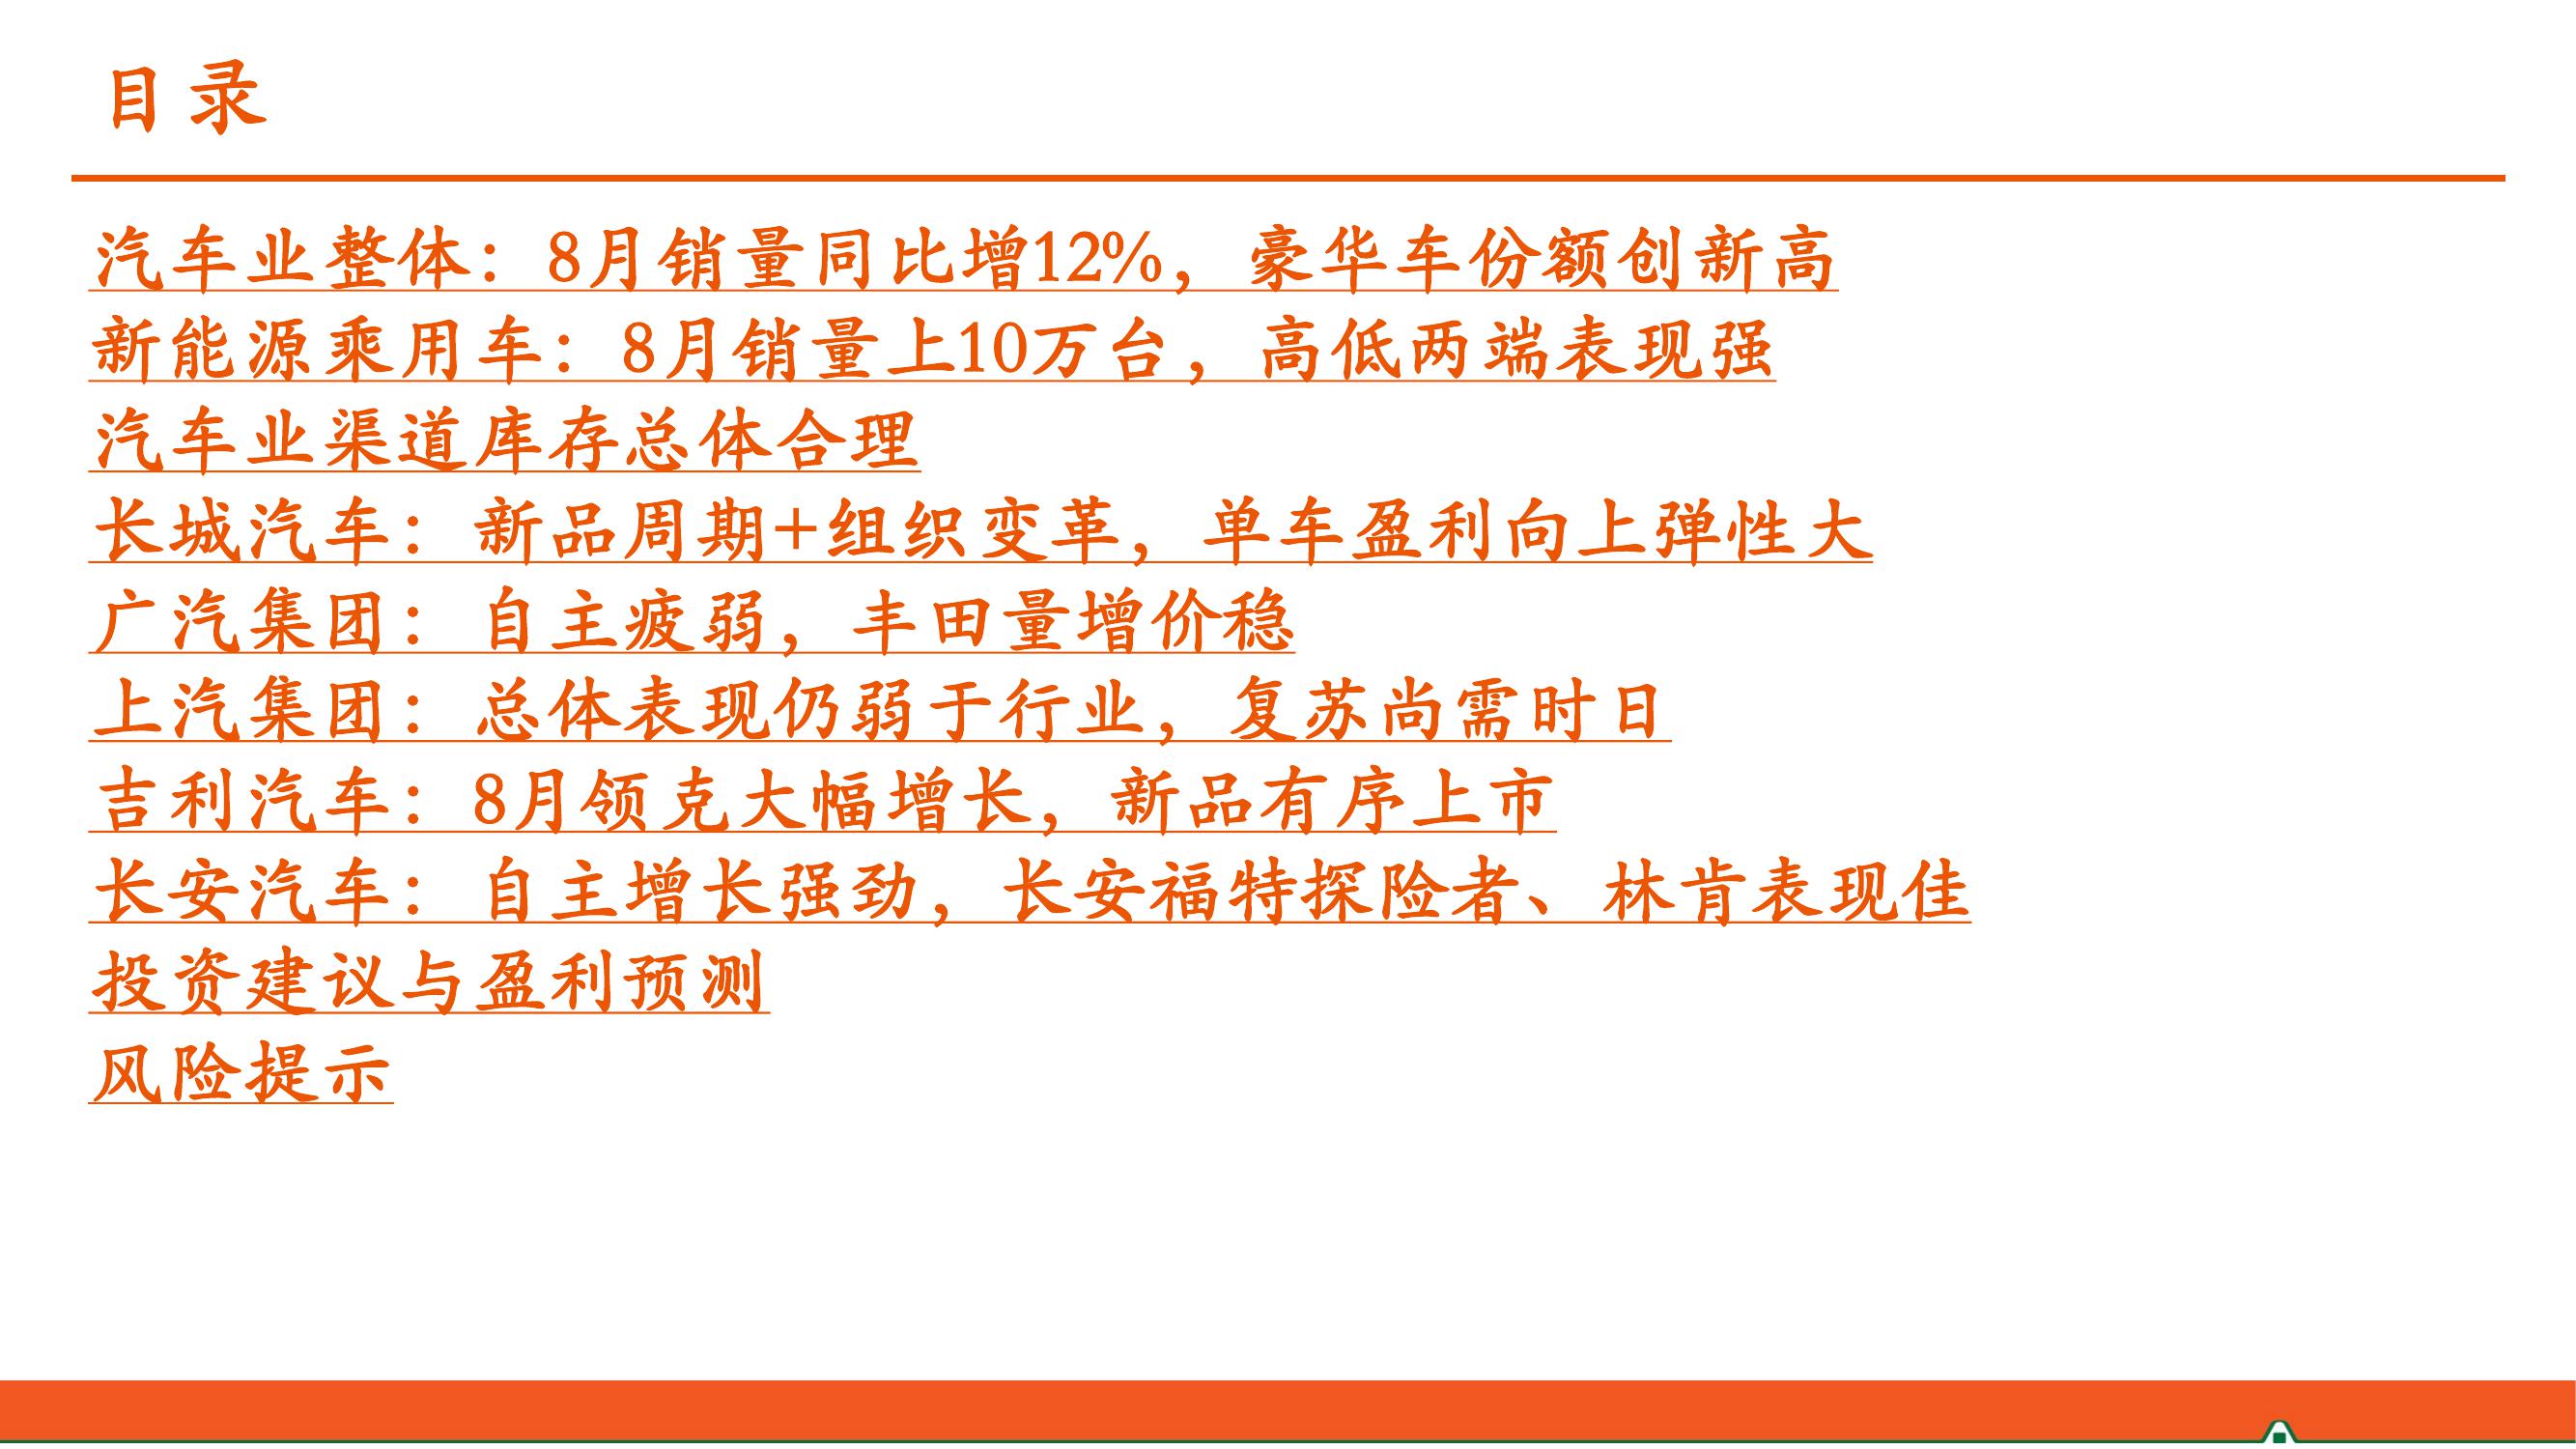 目录
汽车业整体：8月销量同比增12%，豪华车份额创新高
新能源乘用车：8月销量上10万台，高低两端表现强
汽车业渠道库存总体合理
长城汽车：新品周期+组织变革，单车盈利向上弹性大
广汽集团：自主疲弱，丰田量增价稳
上汽集团：总体表现仍弱于行业，复苏尚需时日
吉利汽车：8月领克大幅增长，新品有序上市
长安汽车：自主增长强劲，长安福特探险者、林肯表现佳
投资建议与盈利预测
风险提示